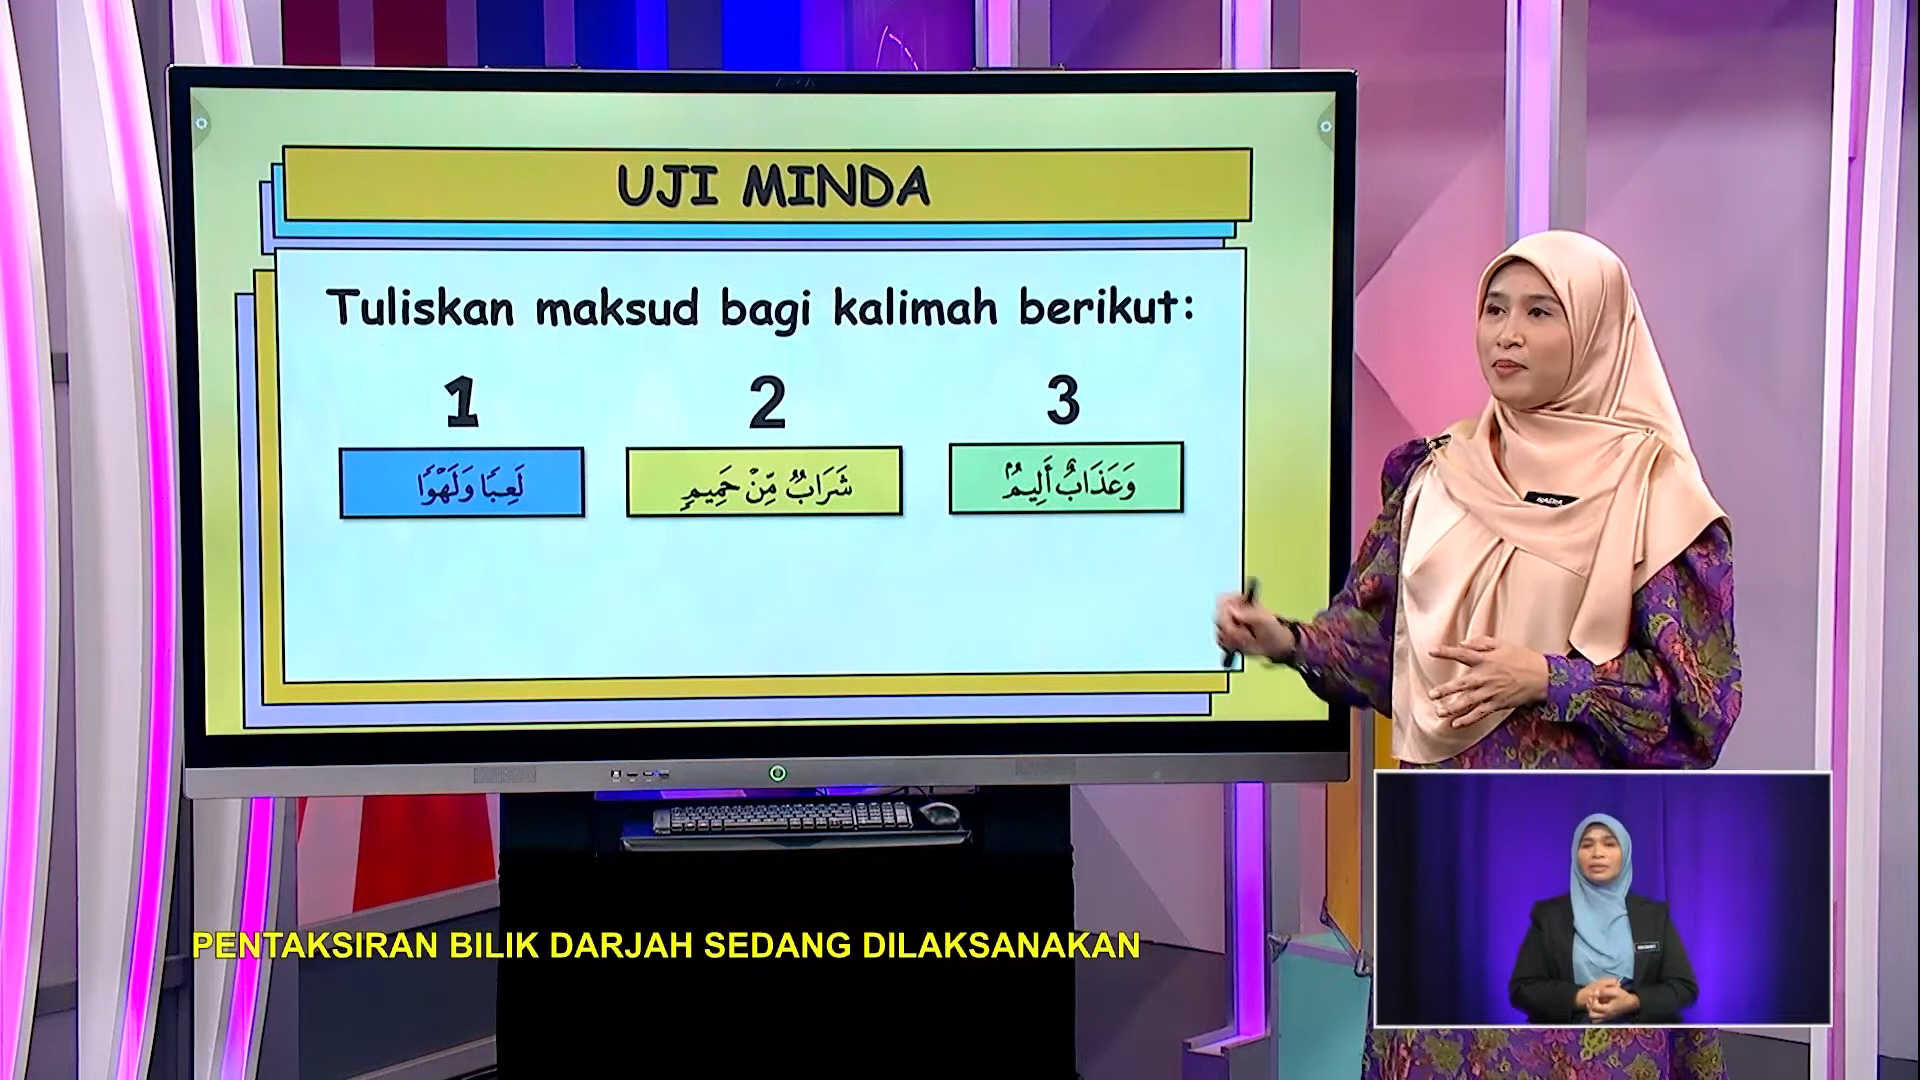 UJI MINDA
Tuliskan maksud bagi kalimah berikut:
1 2 3
لَعِبًا وَلَهْوًا
شَرَابٌ مِّنْ حَمِيمٍ
وَعَذَابٌ أَلِيمٌ
PENTAKSIRAN BILIK DARJAH SEDANG DILAKSANAKAN